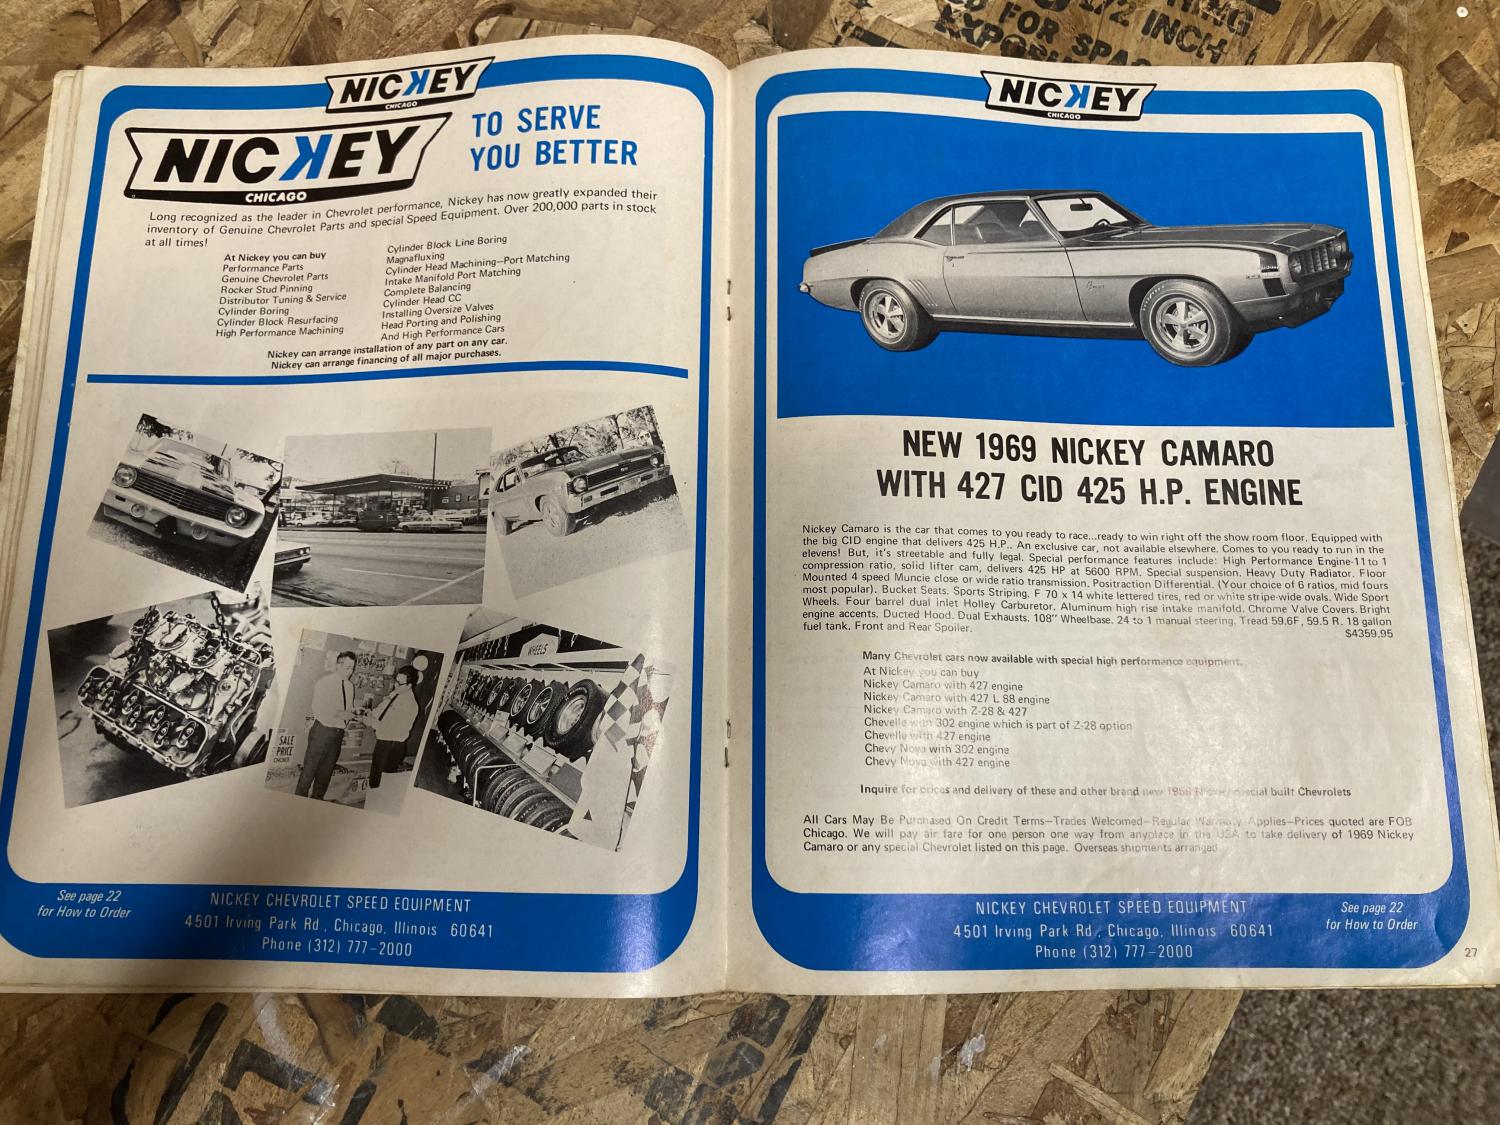 NICKEY
CHICAGO
NICKEY
CHICAGO
TO SERVE
YOU BETTER
Long recognized as the leader in Chevrolet performance, Nickey has now greatly expanded their
inventory of Genuine Chevrolet Parts and special Speed Equipment. Over 200,000 parts in stock
at all times!
At Nickey you can buy
Performance Parts
Genuine Chevrolet Parts
Rocker Stud Pinning
Distributor Tuning & Service
Cylinder Boring
Cylinder Block Resurfacing
High Performance Machining
Cylinder Block Line Boring
Magnafluxing
Cylinder Head Machining—Port Matching
Intake Manifold Port Matching
Complete Balancing
Cylinder Head CC
Installing Oversize Valves
Head Porting and Polishing
And High Performance Cars
Nickey can arrange installation of any part on any car.
Nickey can arrange financing of all major purchases.
WHEELS
SALE
PRICE
See page 22
for How to Order
NICKEY CHEVROLET SPEED EQUIPMENT
4501 Irving Park Rd., Chicago, Illinois 60641
Phone (312) 777-2000
NICKEY
CHICAGO
NEW 1969 NICKEY CAMARO
WITH 427 CID 425 H.P. ENGINE
Nickey Camaro is the car that comes to you ready to race...ready to win right off the show room floor. Equipped with
the big CID engine that delivers 425 H.P.. An exclusive car, not available elsewhere. Comes to you ready to run in the
elevens! But, it's streetable and fully legal. Special performance features include: High Performance Engine-11 to 1
compression ratio, solid lifter cam, delivers 425 HP at 5600 RPM. Special suspension. Heavy Duty Radiator. Floor
Mounted 4 speed Muncie close or wide ratio transmission. Positraction Differential. (Your choice of 6 ratios, mid fours
most popular). Bucket Seats. Sports Striping. F 70 x 14 white lettered tires, red or white stripe-wide ovals. Wide Sport
Wheels. Four barrel dual inlet Holley Carburetor. Aluminum high rise intake manifold. Chrome Valve Covers. Bright
engine accents. Ducted Hood. Dual Exhausts. 108" Wheelbase. 24 to 1 manual steering. Tread 59.6F, 59.5 R. 18 gallon
fuel tank. Front and Rear Spoiler.
$4359.95
Many Chevrolet cars now available with special high performance equipment.
At Nickey you can buy
Nickey Camaro with 427 engine
Nickey Camaro with 427 L 88 engine
Nickey Camaro with Z-28 & 427
Chevelle with 302 engine which is part of Z-28 option
Chevelle with 427 engine
Chevy Nova with 302 engine
Chevy Nova with 427 engine
Inquire for prices and delivery of these and other brand new Nickey special built Chevrolets
All Cars May Be Purchased On Credit Terms—Trades Welcomed—Regular Warranty Applies—Prices quoted are FOB
Chicago. We will pay air fare for one person one way from anyplace in the USA to take delivery of 1969 Nickey
Camaro or any special Chevrolet listed on this page. Overseas shipments arranged
NICKEY CHEVROLET SPEED EQUIPMENT
4501 Irving Park Rd., Chicago, Illinois 60641
Phone (312) 777-2000
See page 22
for How to Order
27